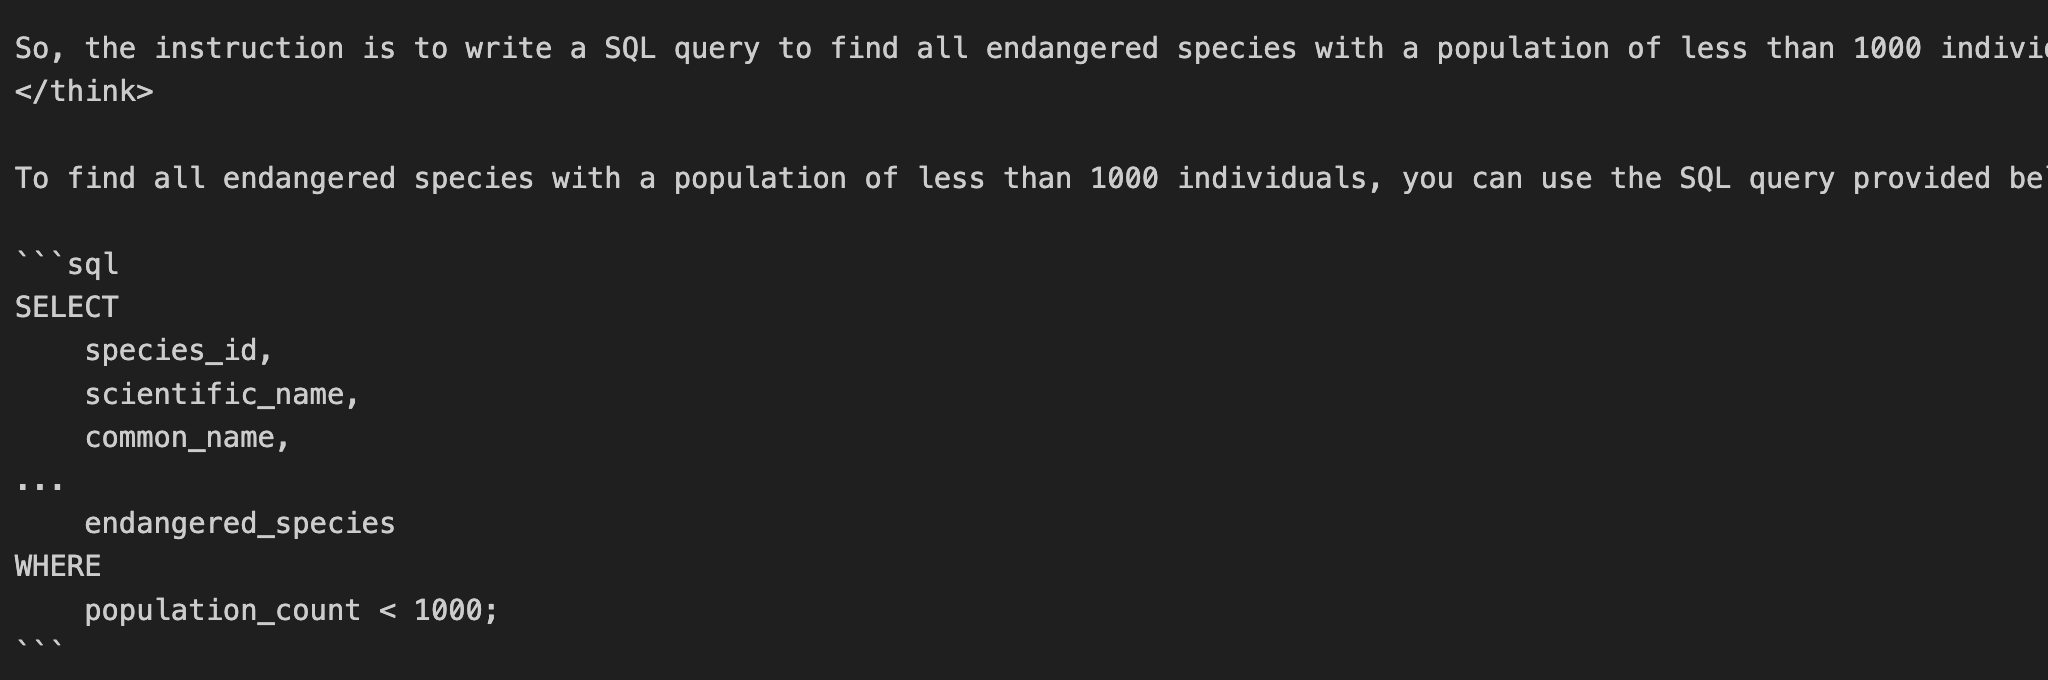 So, the instruction is to write a SQL query to find all endangered species with a population of less than 1000
</think>
To find all endangered species with a population of less than 1000 individuals, you can use the SQL query provided
```sql
SELECT
    species_id,
    scientific_name,
    common_name,
...
    endangered_species
WHERE
    population_count < 1000;
```